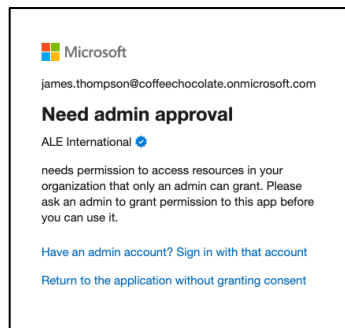 Microsoft
james.thompson@coffeechocolate.onmicrosoft.com
Need admin approval
ALE International
needs permission to access resources in your
organization that only an admin can grant. Please
ask an admin to grant permission to this app before
you can use it.
Have an admin account? Sign in with that account
Return to the application without granting consent